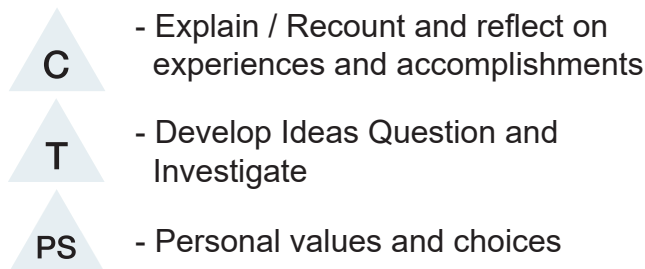 C - Explain / Recount and reflect on
experiences and accomplishments
T - Develop Ideas Question and
Investigate
PS - Personal values and choices